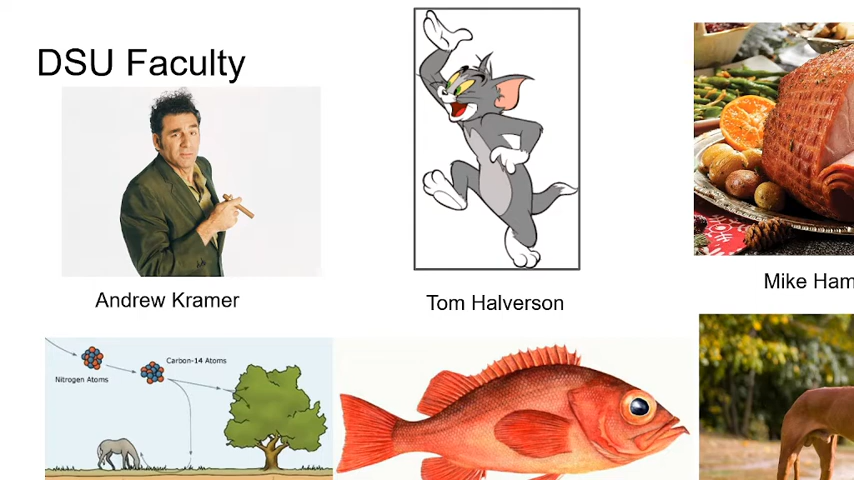 DSU Faculty
Andrew Kramer
Tom Halverson
Mike Ham
Carbon-14 Atoms
Nitrogen Atoms